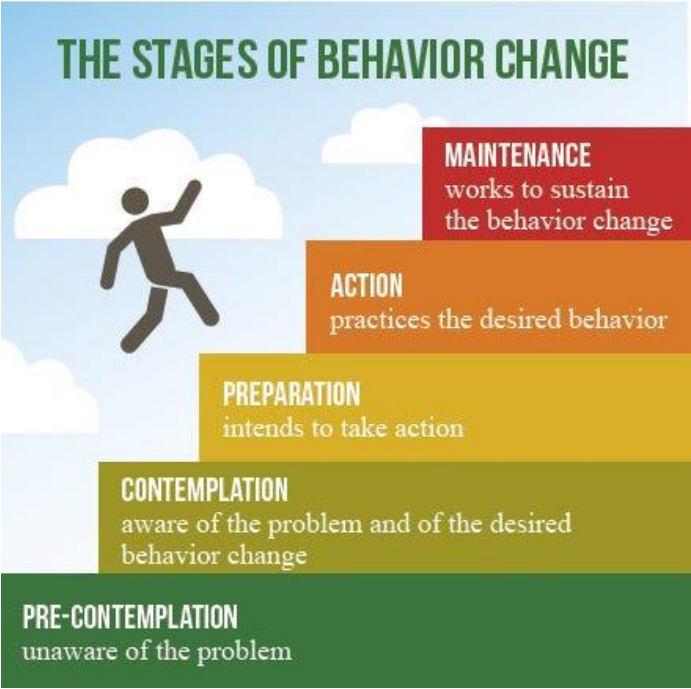 THE STAGES OF BEHAVIOR CHANGE
MAINTENANCE
works to sustain
the behavior change
ACTION
practices the desired behavior
PREPARATION
intends to take action
CONTEMPLATION
aware of the problem and of the desired
behavior change
PRE-CONTEMPLATION
unaware of the problem